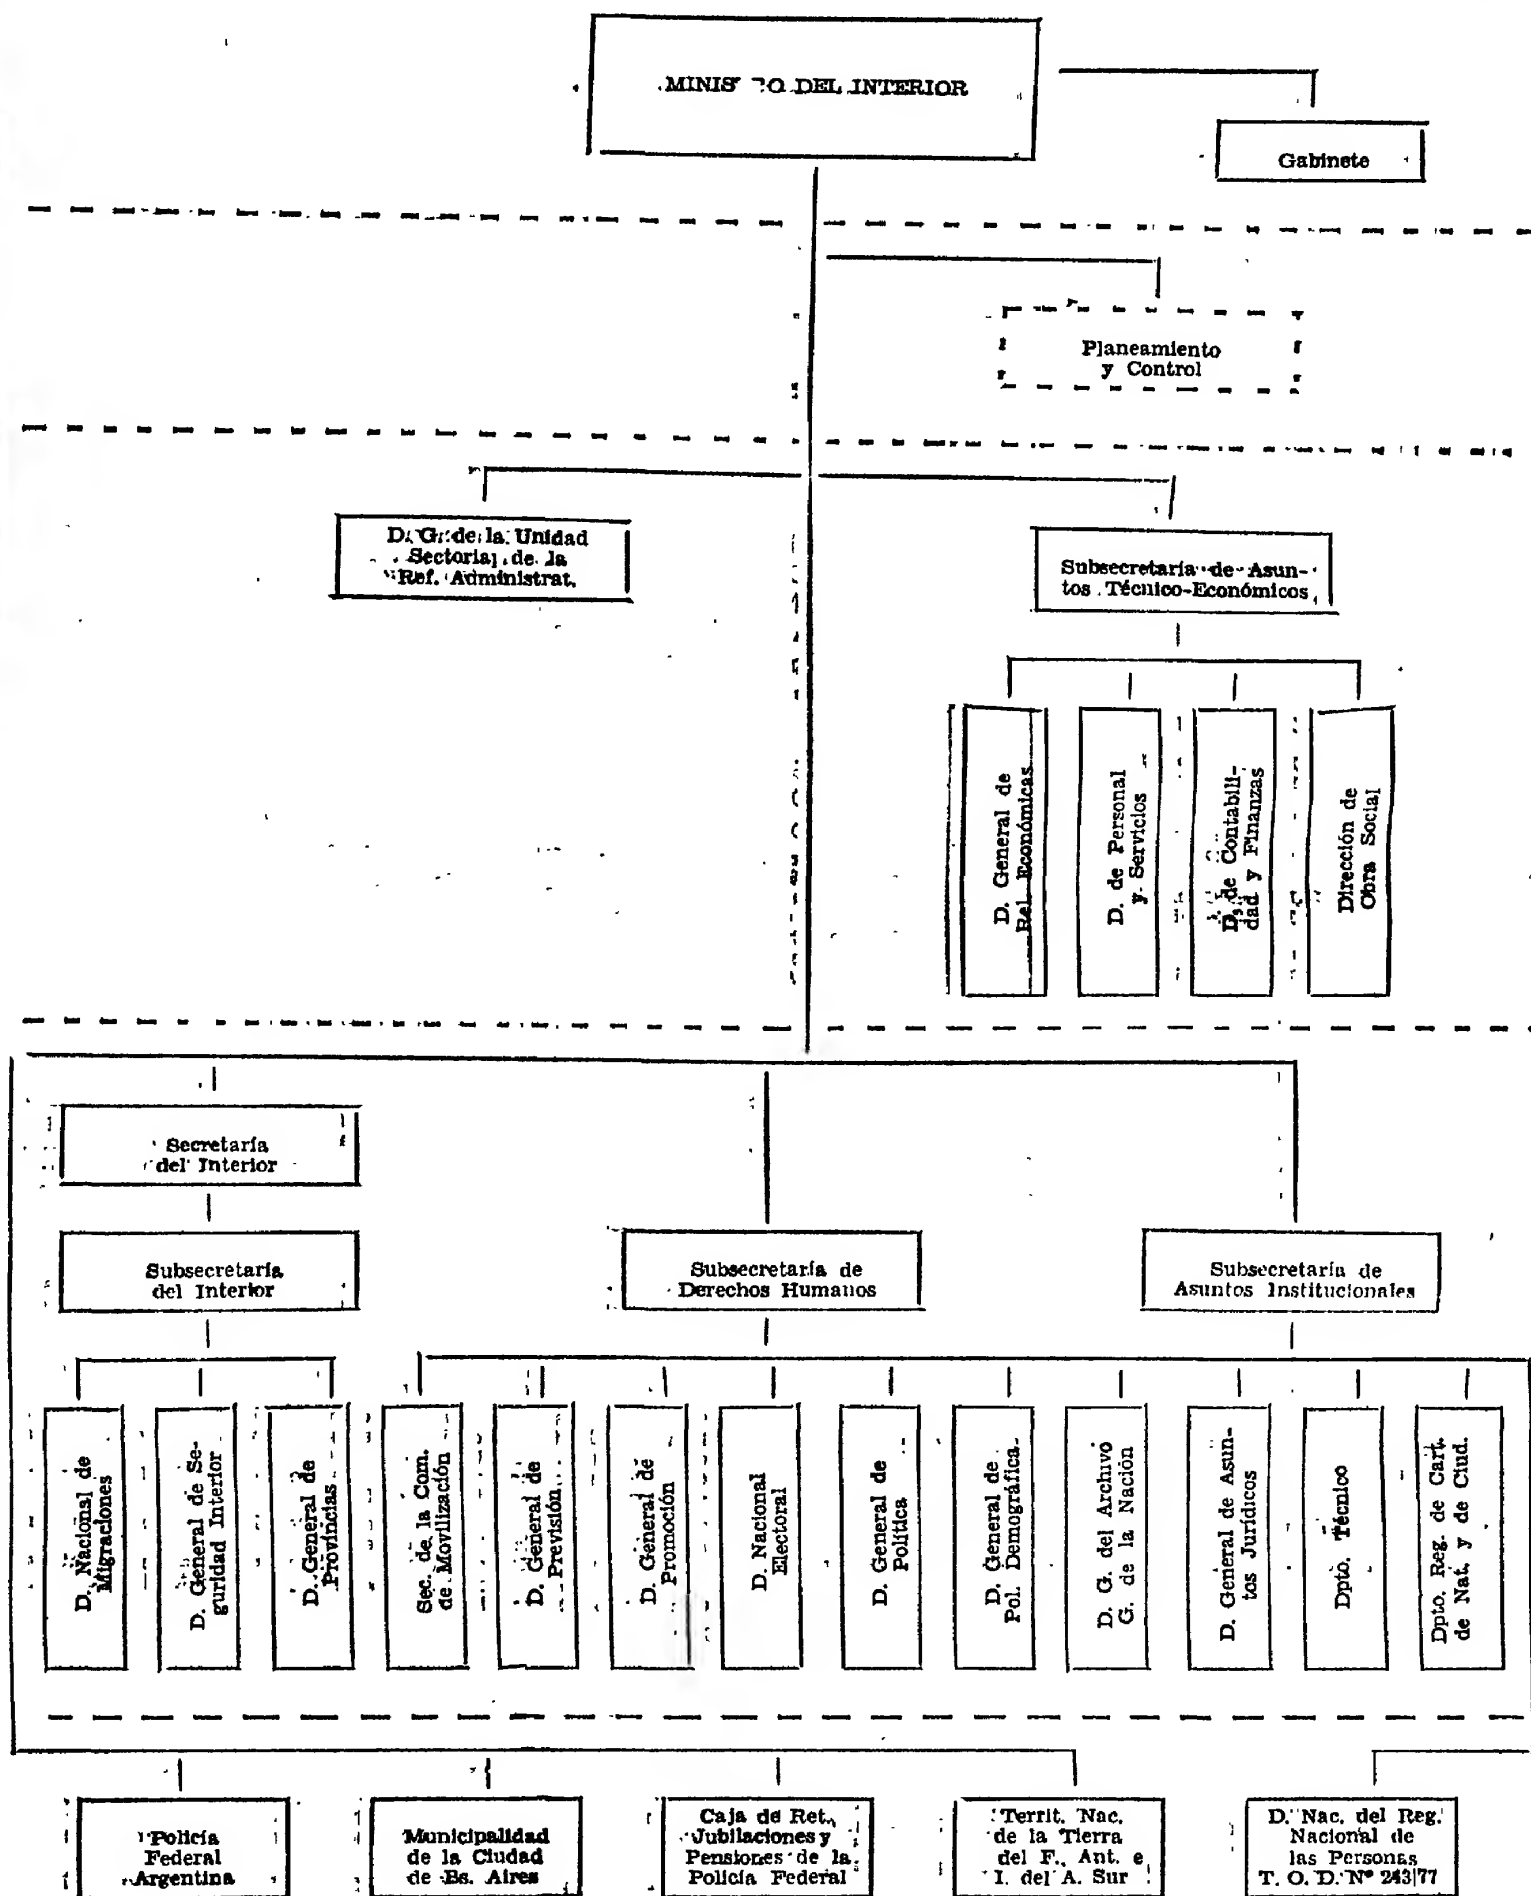 DEL INTERIOR
Gabinete
Planeamiento
y Control
D. G. de la Unidad
Sectorial de la
Ref. Administrat.
Subsecretaría de Asun-
tos Técnico-Económicos
D. General de
Rel. Económicas
D. de Personal
y Servicios
D. de Contabili-
dad y Finanzas
Dirección de
Obra Social
Secretaría
del Interior
Subsecretaría
del Interior
Subsecretaría de
Derechos Humanos
Subsecretaría de
Asuntos Institucionales
D. Nacional de
Migraciones
D. General de Se-
guridad Interior
D. General de
Provincias
Sec. de la Com.
de Movilización
D. General de
Previsión
D. General de
Promoción
D. Nacional
Electoral
D. General de
Política
D. General de
Pol. Demográfica
D. G. del Archivo
G. de la Nación
D. General de Asun-
tos Jurídicos
Dpto. Técnico
Dpto. Reg. de Cart.
de Nat. y de Ciud.
Policía
Federal
Argentina
Municipalidad
de la Ciudad
de Bs. Aires
Caja de Ret.
Jubilaciones y
Pensiones de la
Policía Federal
Territ. Nac.
de la Tierra
del F., Ant. e
I. del A. Sur
D. Nac. del Reg.
Nacional de
las Personas
T. O. D. Nº 243|77